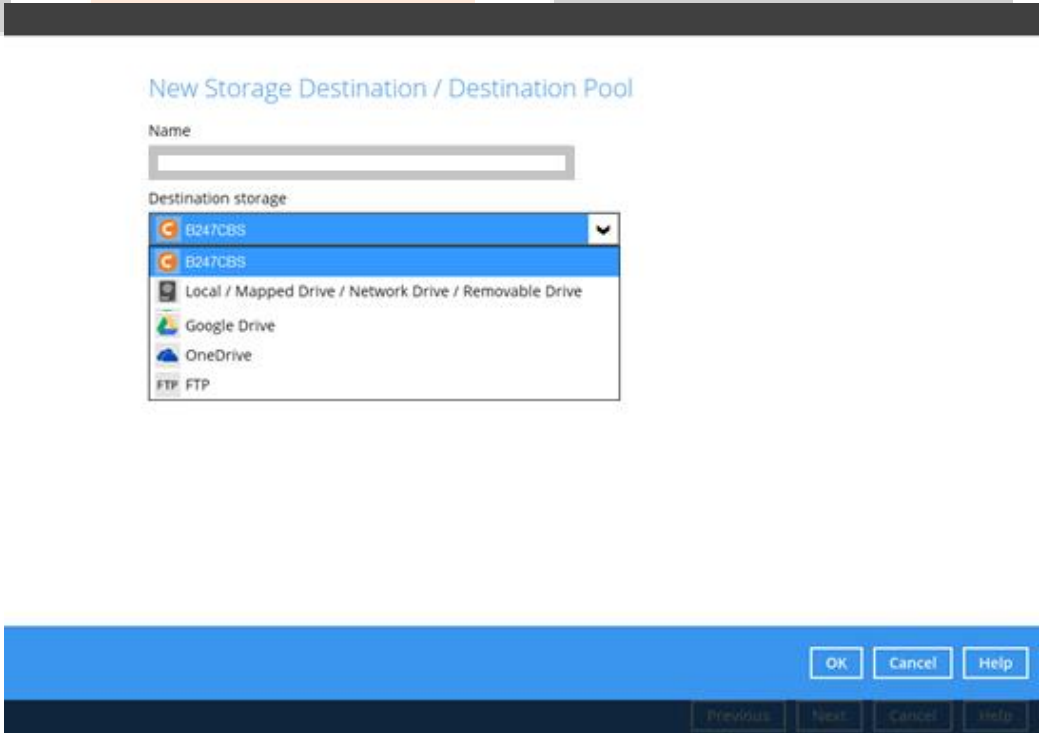 New Storage Destination / Destination Pool
Name
Destination storage
B247CBS
B247CBS
Local / Mapped Drive / Network Drive / Removable Drive
Google Drive
OneDrive
FTP FTP
OK Cancel Help
Previous Next Cancel Help